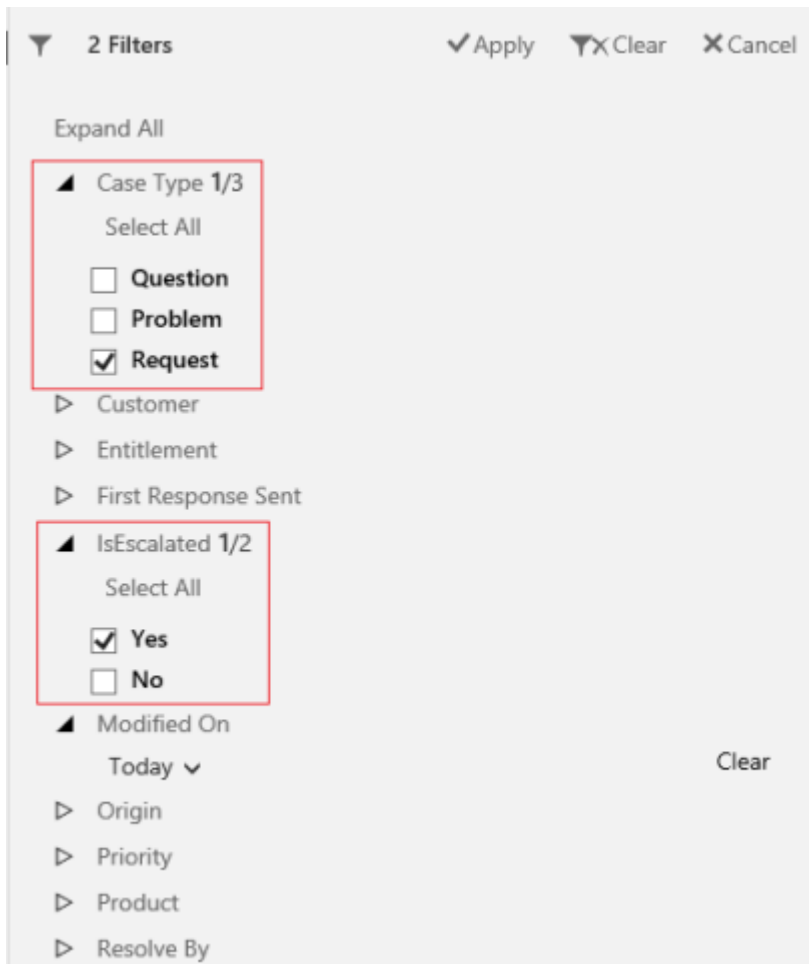 2 Filters Apply Clear Cancel
Expand All
Case Type 1/3
Select All
Question
Problem
Request
Customer
Entitlement
First Response Sent
IsEscalated 1/2
Select All
Yes
No
Modified On
Today Clear
Origin
Priority
Product
Resolve By